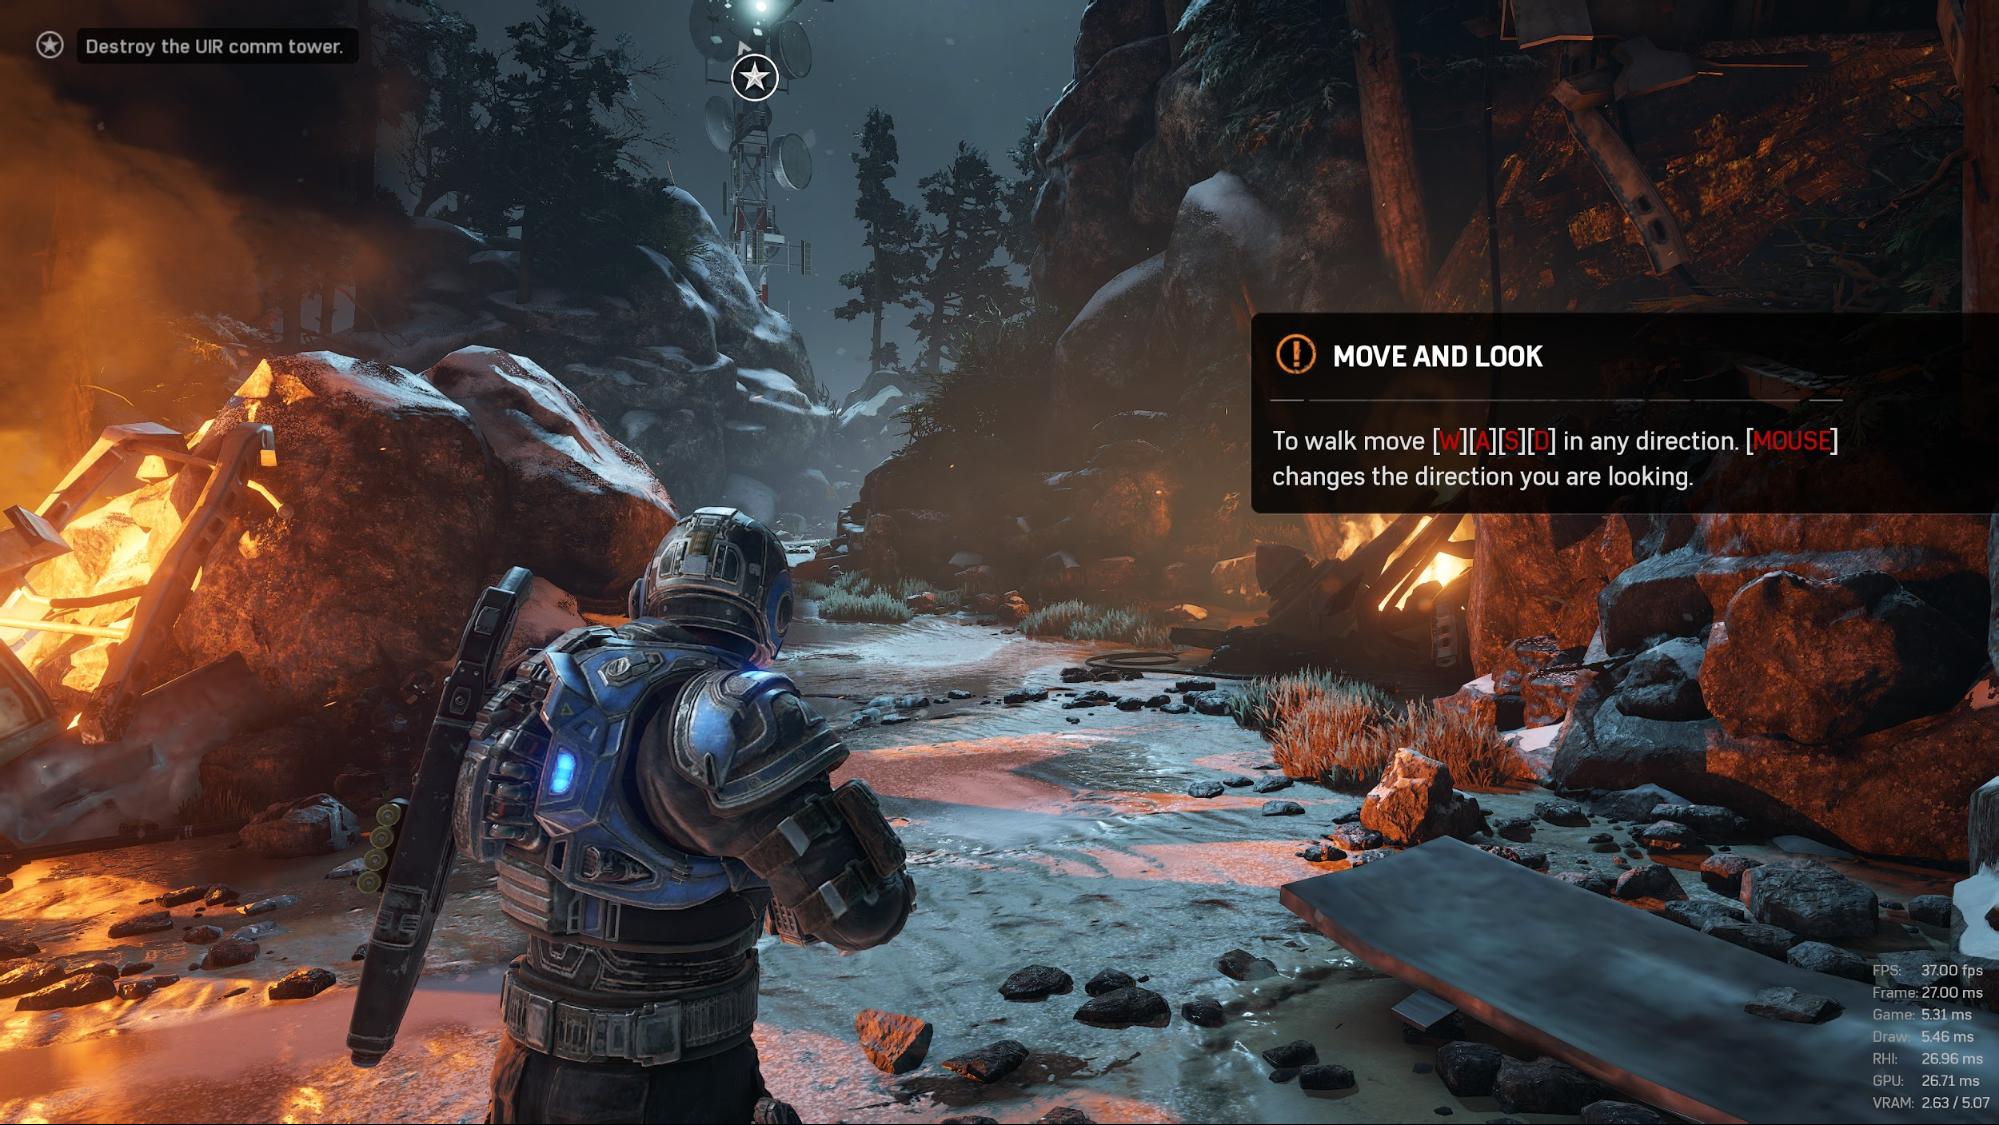 Destroy the UIR comm tower.
MOVE AND LOOK
To walk move [W][A][S][D] in any direction. [MOUSE]
changes the direction you are looking.
FPS: 37.00 fps
Frame: 27.00 ms
Game: 5.31 ms
Draw: 5.46 ms
RHI: 26.96 ms
GPU: 26.71 ms
VRAM: 2.63 / 5.07